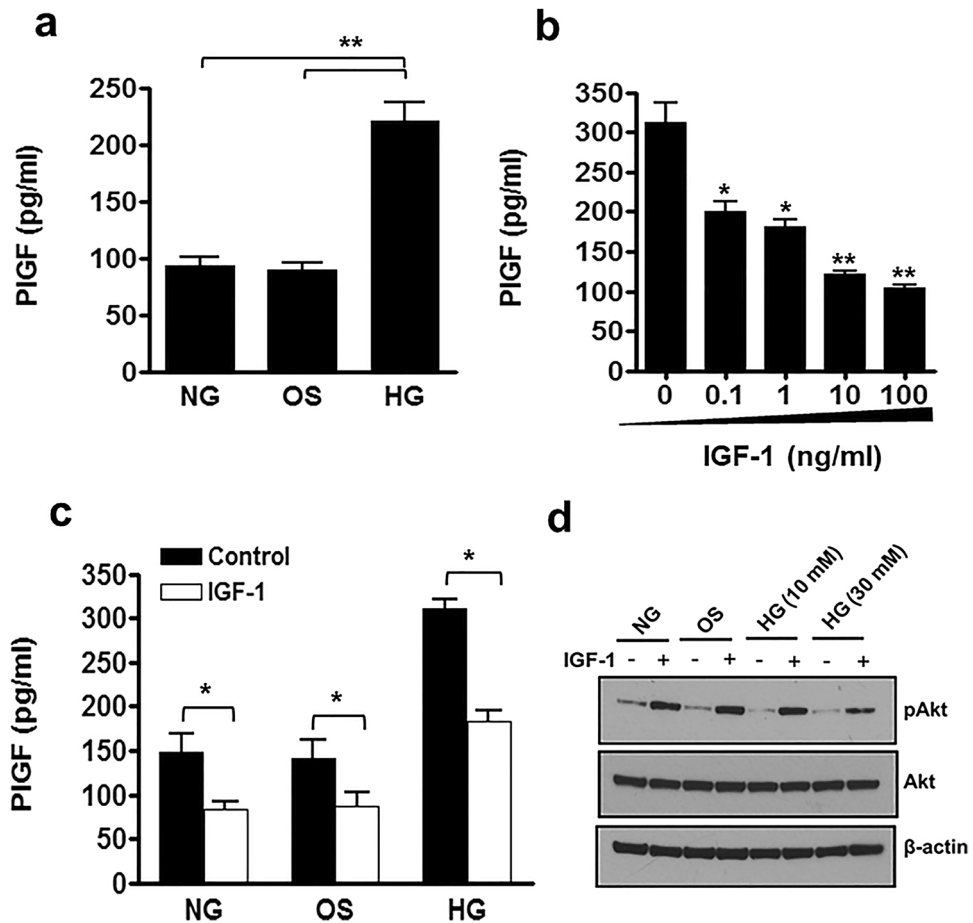 a
**
250
200
150
100
50
0
PlGF (pg/ml)
NG OS HG
b
350
300
250
200
150
100
50
0
PlGF (pg/ml)
* * ** **
0 0.1 1 10 100
IGF-1 (ng/ml)
c
Control
IGF-1
350
300
250
200
150
100
50
0
PlGF (pg/ml)
* * *
NG OS HG
d
NG OS HG (10 mM) HG (30 mM)
IGF-1 - + - + - + - +
pAkt
Akt
β-actin